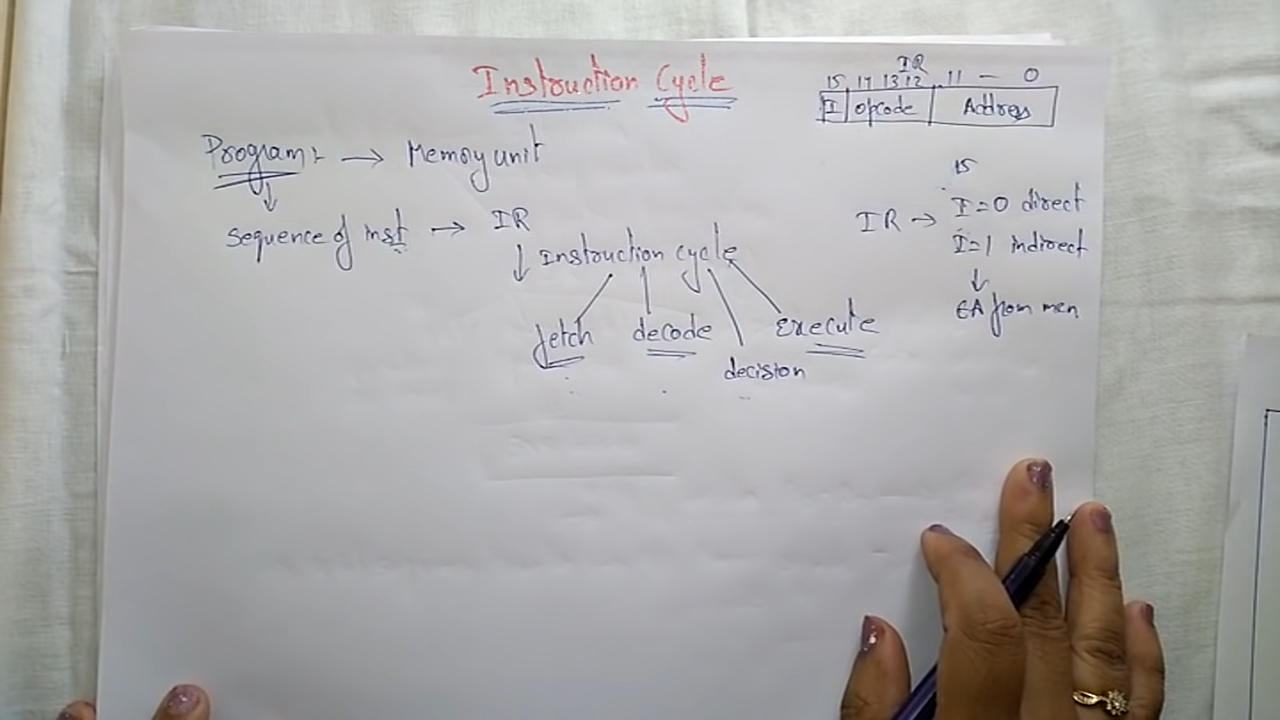 Instruction Cycle
IR
15 14 13 12 11 — 0
I opcode Address
Program :- → Memory unit
↓
sequence of inst → IR
↓ Instruction cycle
fetch decode decision Execute
15
IR → I=0 direct
I=1 indirect
↓
EA from mem